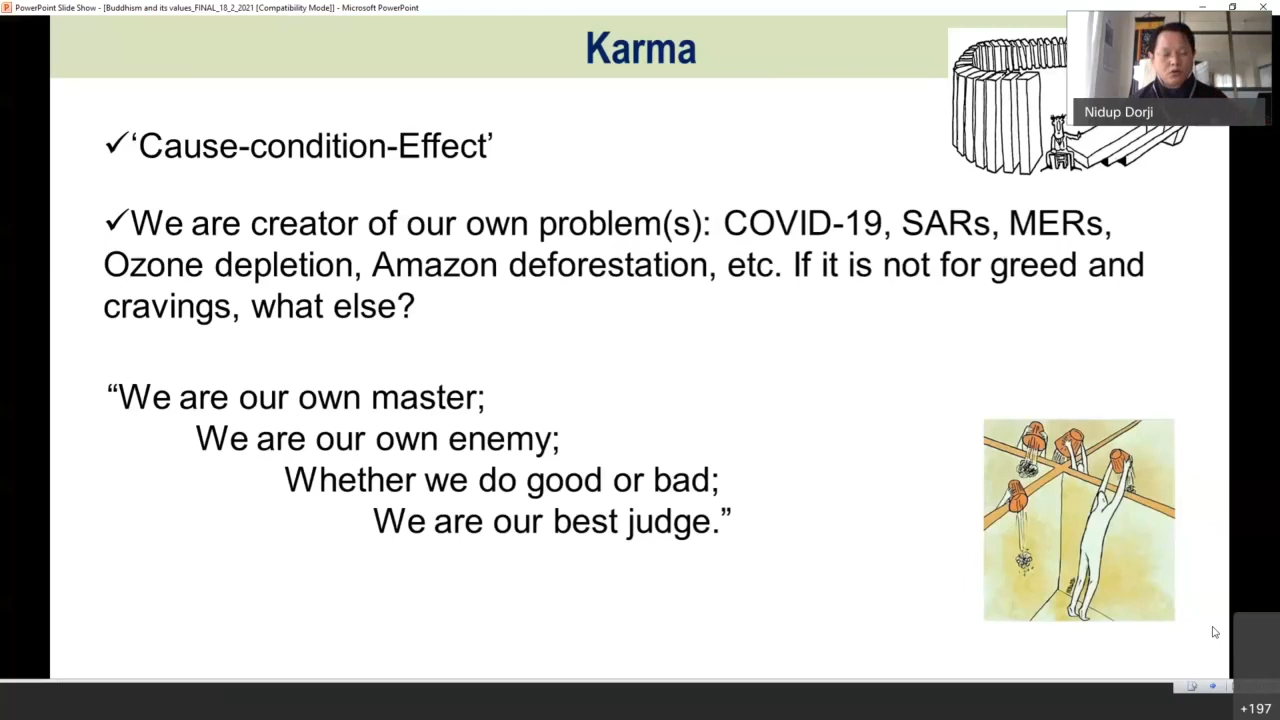 PowerPoint Slide Show - [Buddhism and its values_FINAL_18_2_2021 [Compatibility Mode]] - Microsoft PowerPoint
Karma
Nidup Dorji
✓‘Cause-condition-Effect’
✓We are creator of our own problem(s): COVID-19, SARs, MERs,
Ozone depletion, Amazon deforestation, etc. If it is not for greed and
cravings, what else?
“We are our own master;
We are our own enemy;
Whether we do good or bad;
We are our best judge.”
+197